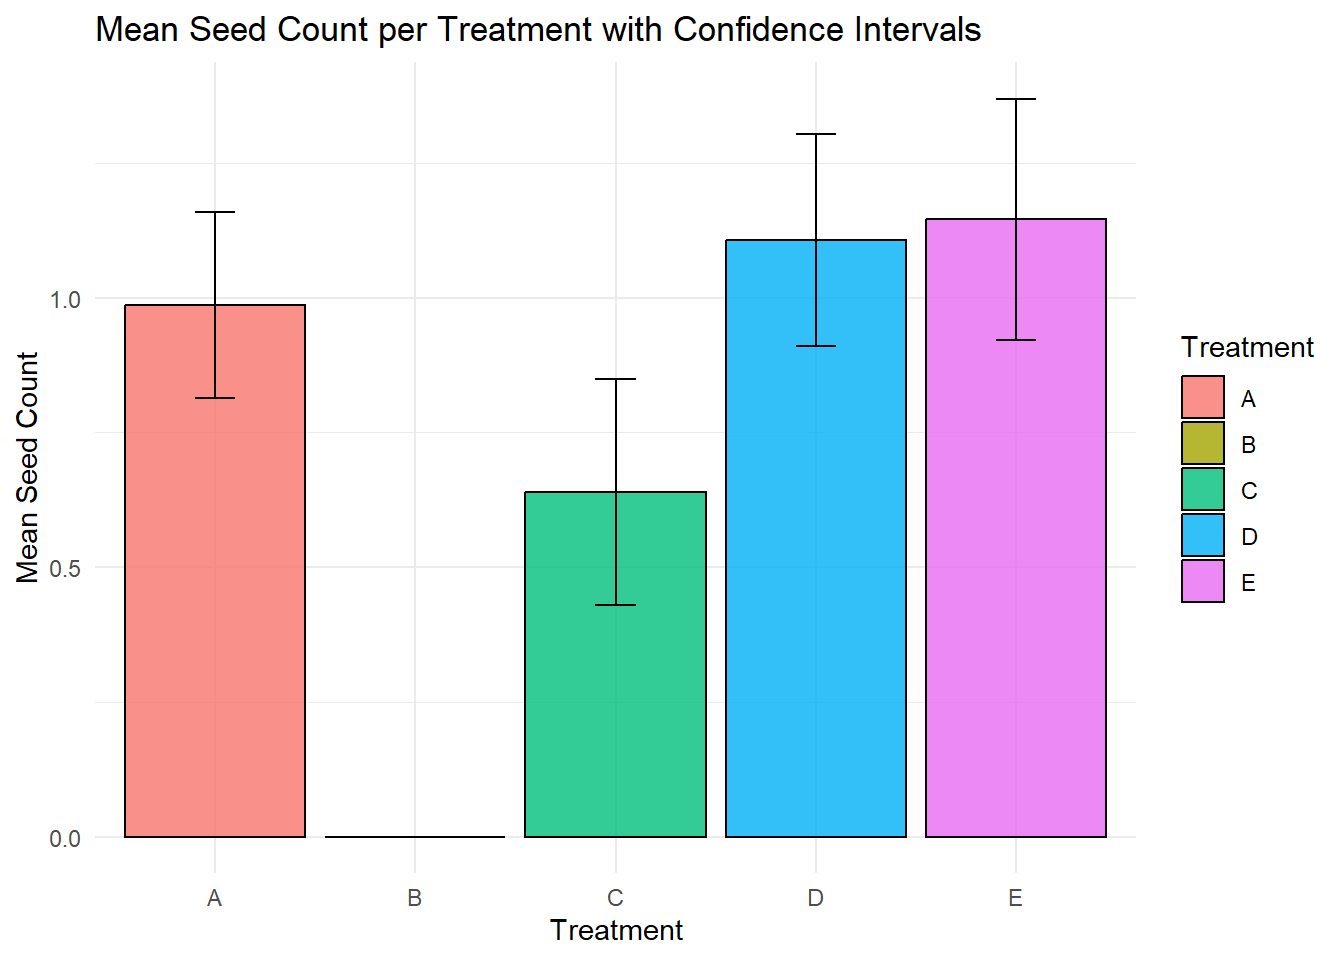 Mean Seed Count per Treatment with Confidence Intervals
Mean Seed Count
1.0
0.5
0.0
A
B
C
D
E
Treatment
Treatment
A
B
C
D
E